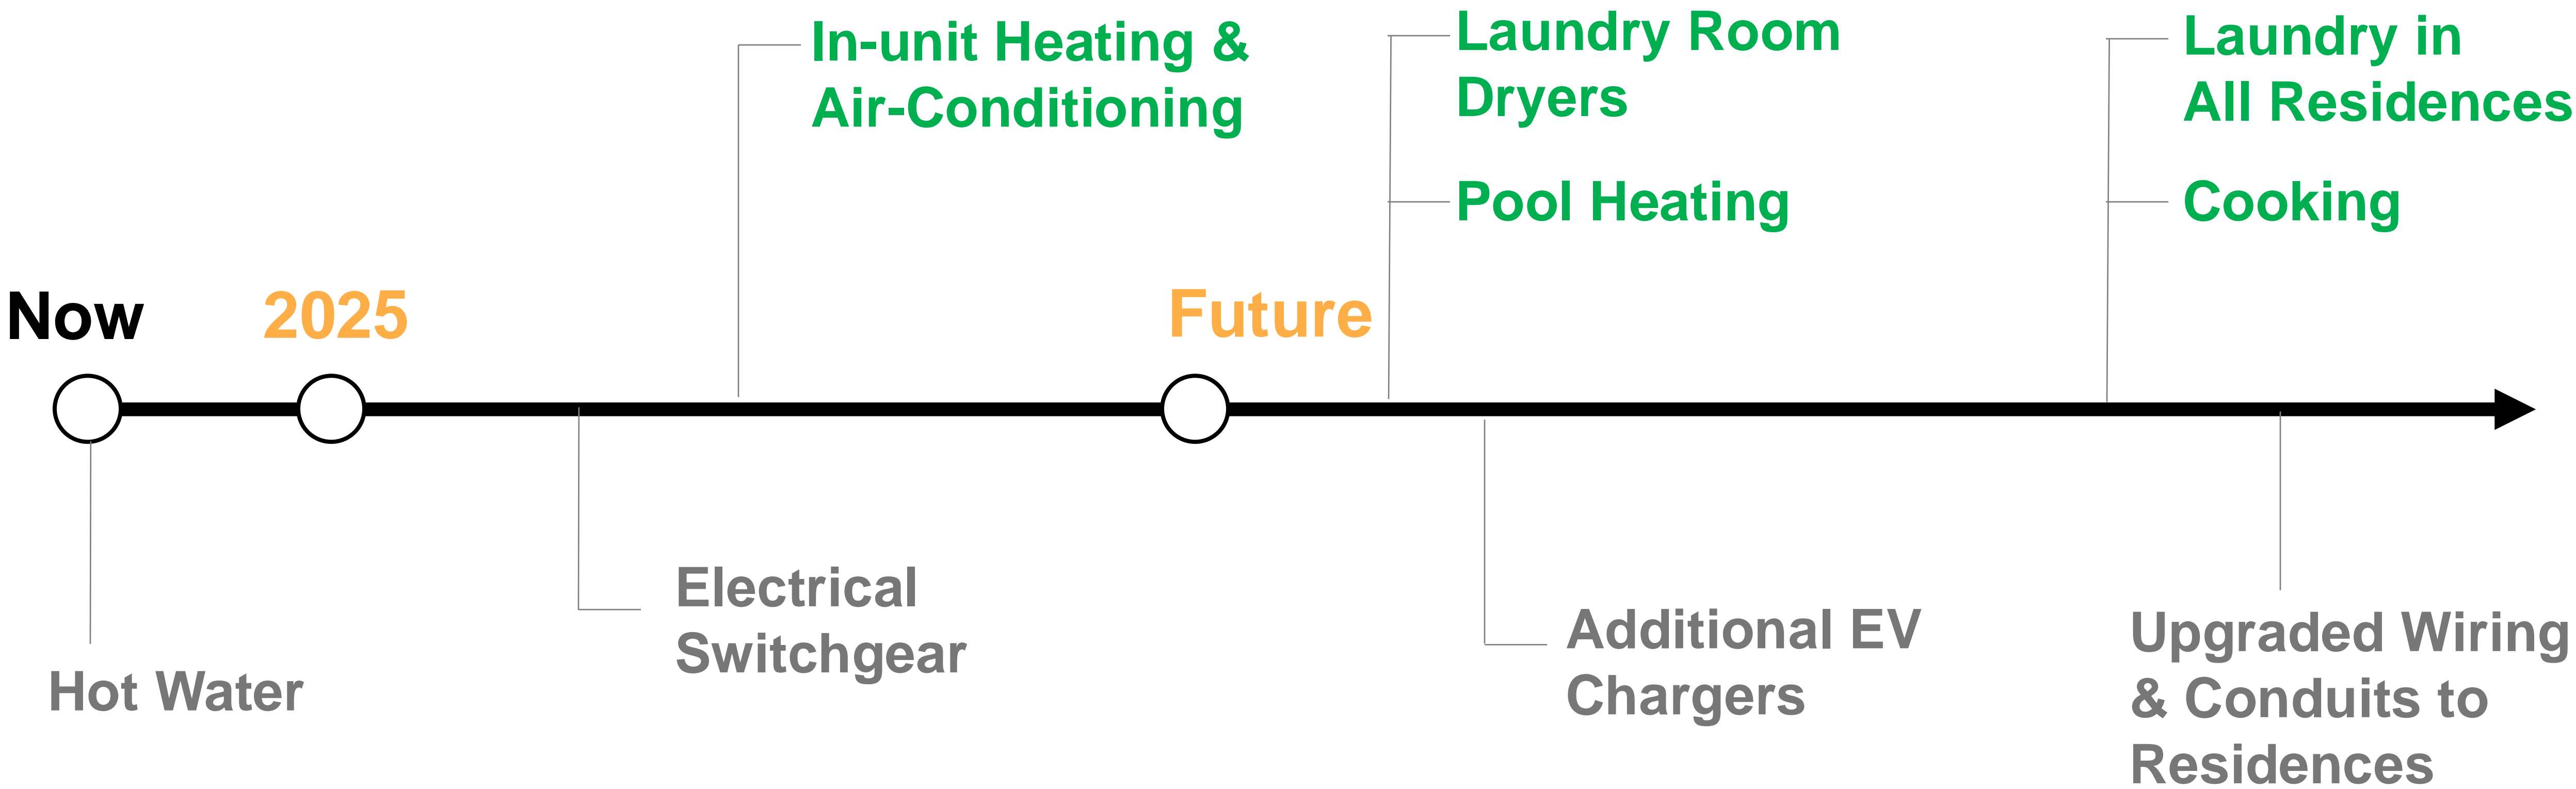 In-unit Heating &
Air-Conditioning
Laundry Room
Dryers
Pool Heating
Laundry in
All Residences
Cooking
Now
2025
Future
Hot Water
Electrical
Switchgear
Additional EV
Chargers
Upgraded Wiring
& Conduits to
Residences